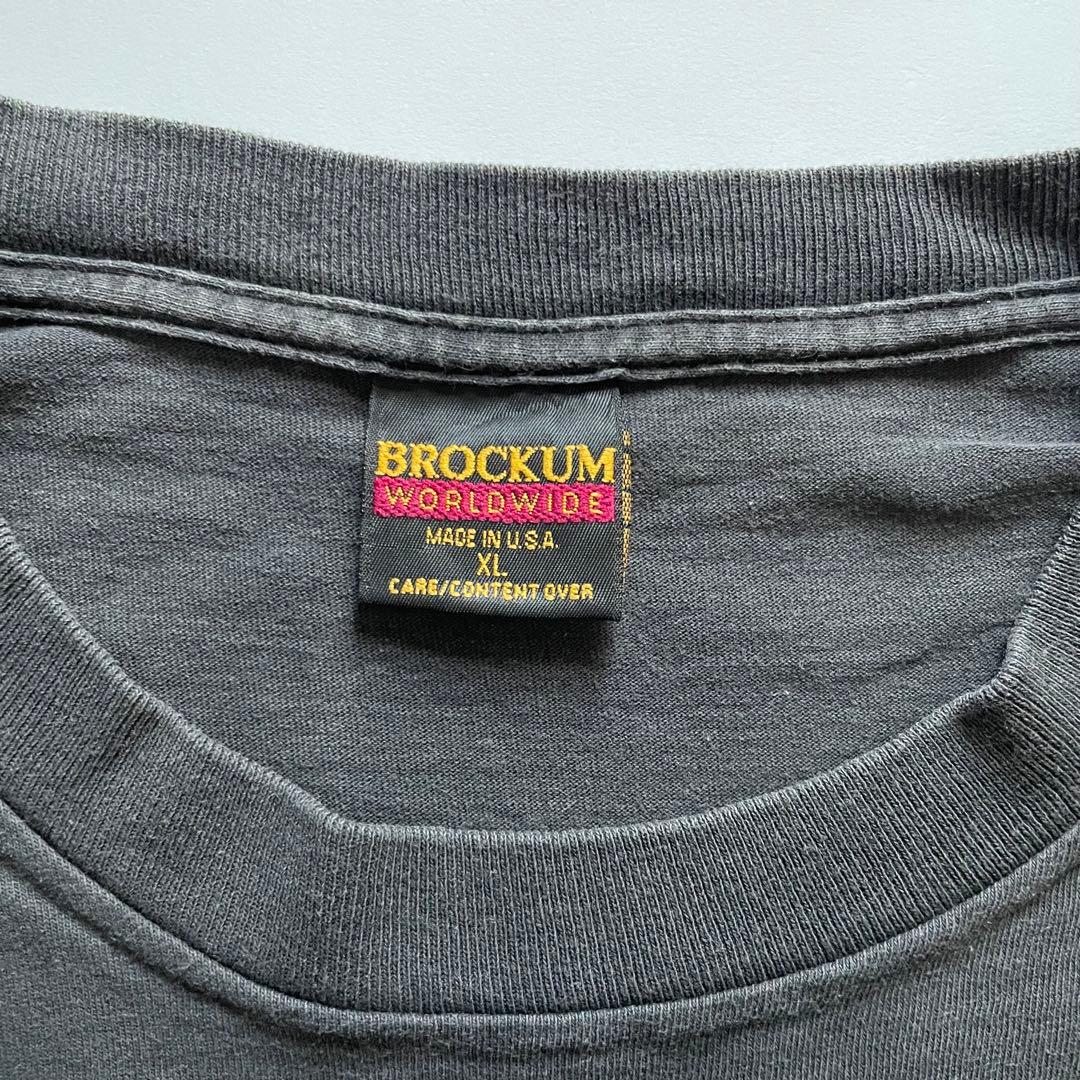 BROCKUM
WORLDWIDE
MADE IN U.S.A.
XL
CARE/CONTENT OVER